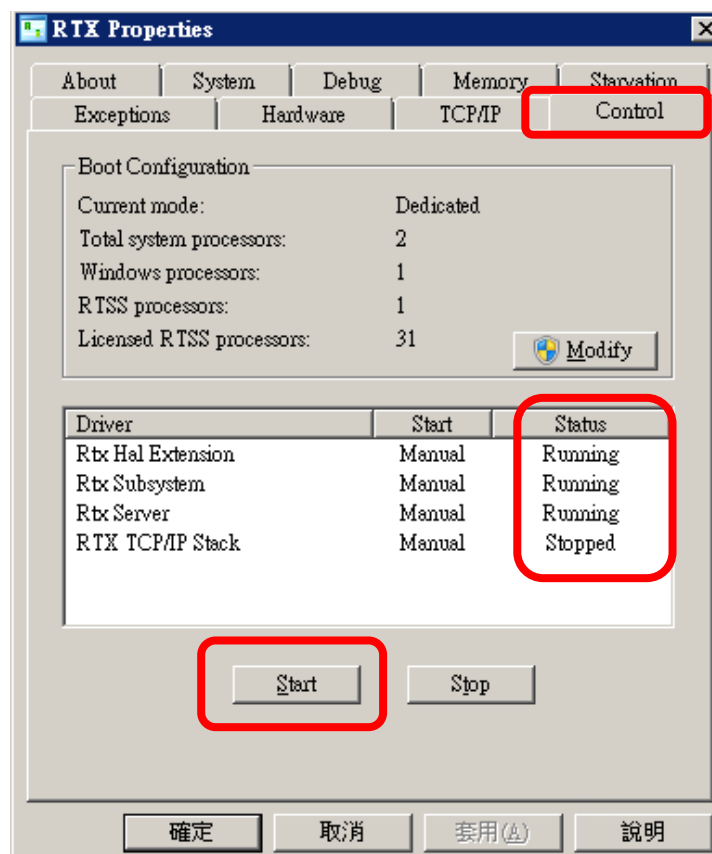 RTX Properties
About System Debug Memory Starvation
Exceptions Hardware TCP/IP Control
Boot Configuration
Current mode: Dedicated
Total system processors: 2
Windows processors: 1
RTSS processors: 1
Licensed RTSS processors: 31
Modify
Driver Start Status
Rtx Hal Extension Manual Running
Rtx Subsystem Manual Running
Rtx Server Manual Running
RTX TCP/IP Stack Manual Stopped
Start Stop
確定 取消 套用(A) 說明